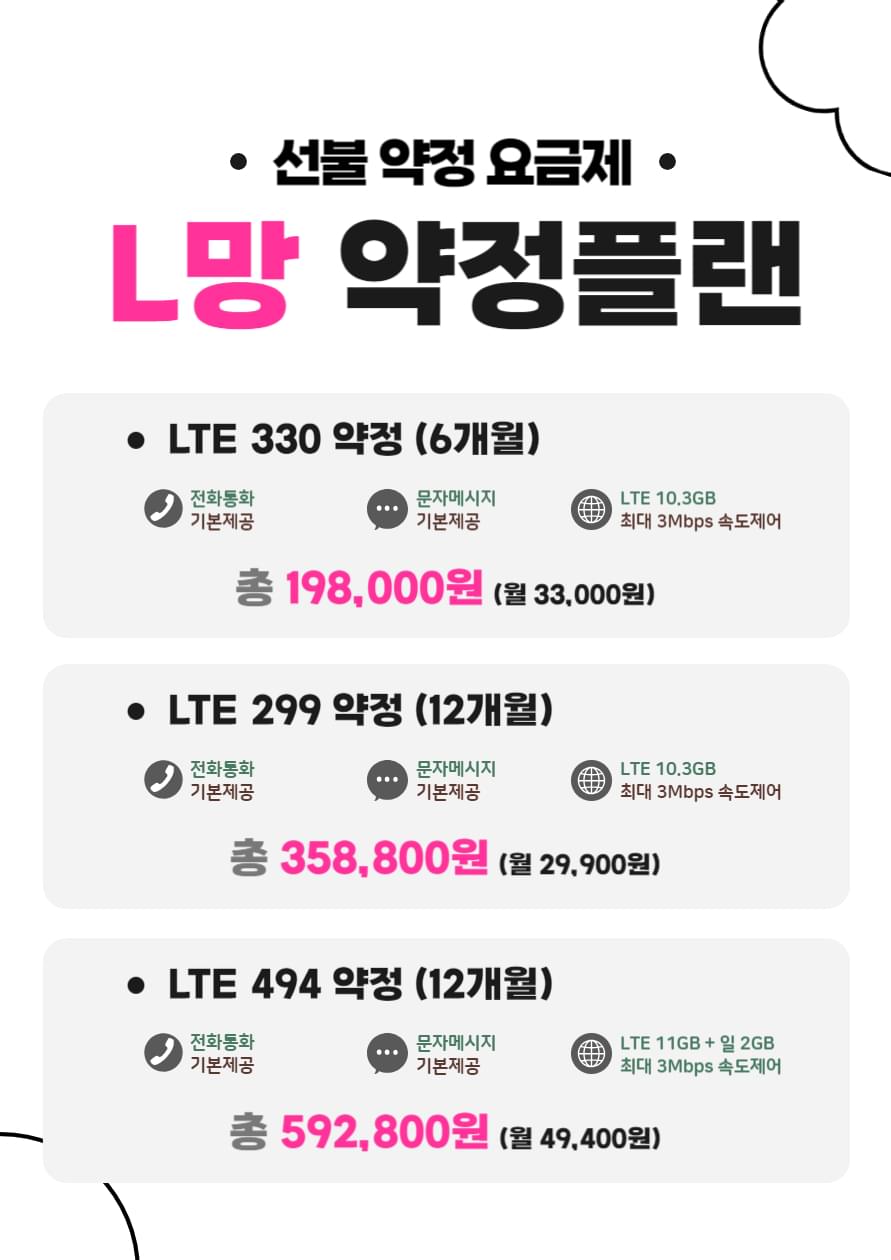 • 선불 약정 요금제 •
L망 약정플랜
• LTE 330 약정 (6개월)
전화통화
기본제공
문자메시지
기본제공
LTE 10.3GB
최대 3Mbps 속도제어
총 198,000원 (월 33,000원)
• LTE 299 약정 (12개월)
전화통화
기본제공
문자메시지
기본제공
LTE 10.3GB
최대 3Mbps 속도제어
총 358,800원 (월 29,900원)
• LTE 494 약정 (12개월)
전화통화
기본제공
문자메시지
기본제공
LTE 11GB + 일 2GB
최대 3Mbps 속도제어
총 592,800원 (월 49,400원)